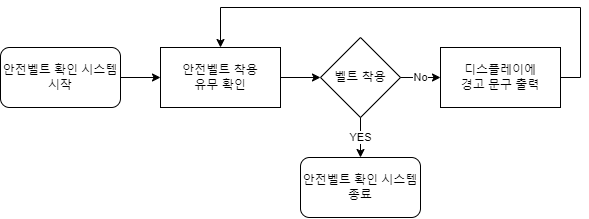 안전벨트 확인 시스템
시작
안전벨트 착용
유무 확인
벨트 착용
No
디스플레이에
경고 문구 출력
YES
안전벨트 확인 시스템
종료